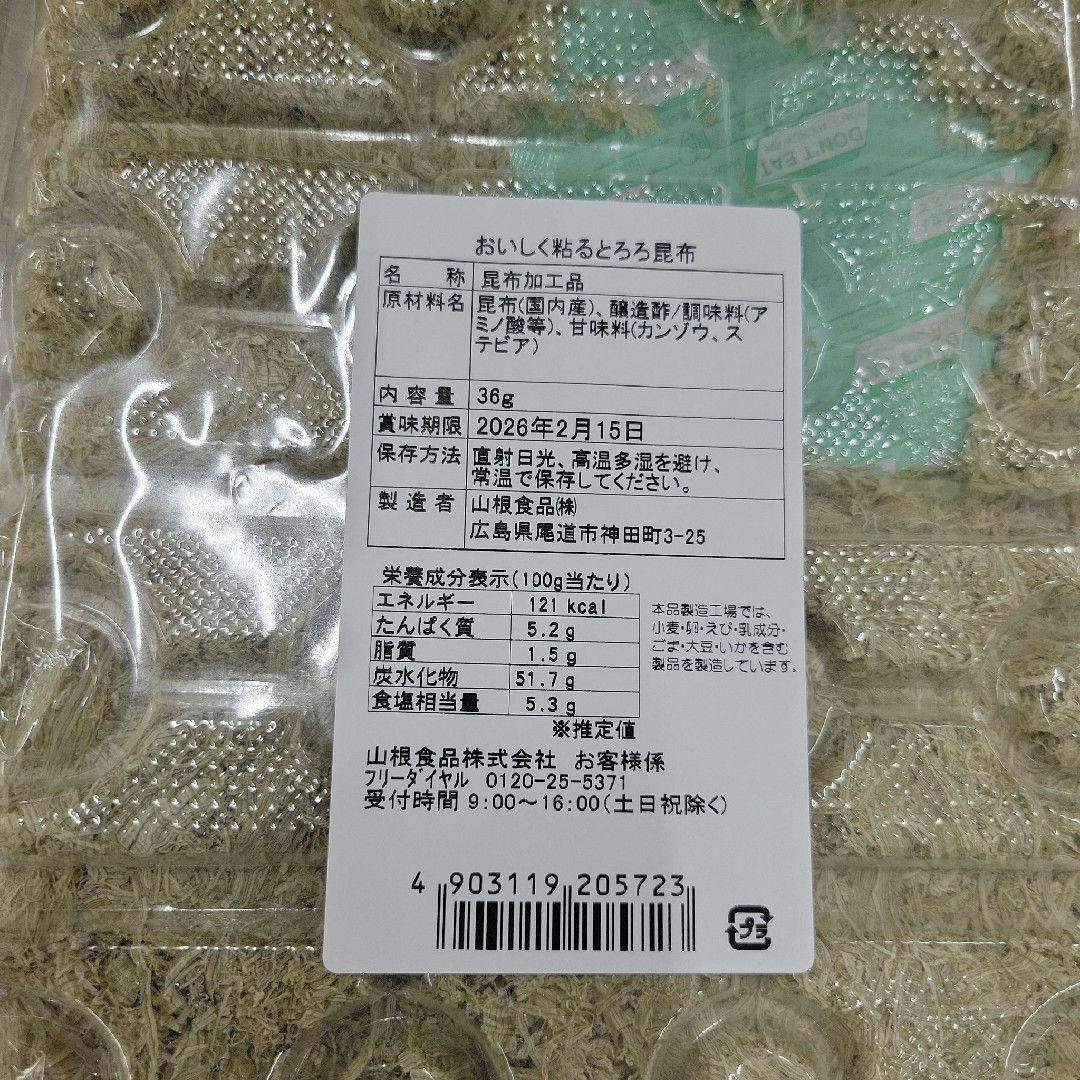 DON'T EAT
おいしく粘るとろろ昆布
名称 昆布加工品
原材料名 昆布(国内産)、醸造酢/調味料(ア
ミノ酸等)、甘味料(カンゾウ、ス
テビア)
内容量 36g
賞味期限 2026年2月15日
保存方法 直射日光、高温多湿を避け、
常温で保存してください。
製造者 山根食品㈱
広島県尾道市神田町3-25
栄養成分表示(100g当たり)
エネルギー 121 kcal
たんぱく質 5.2g
脂質 1.5g
炭水化物 51.7g
食塩相当量 5.3g
※推定値
本品製造工場では、
小麦・卵・えび・乳成分・
ごま・大豆・いかを含む
製品を製造しています。
山根食品株式会社 お客様係
フリーダイヤル 0120-25-5371
受付時間 9:00～16:00(土日祝除く)
4 903119 205723
プラ